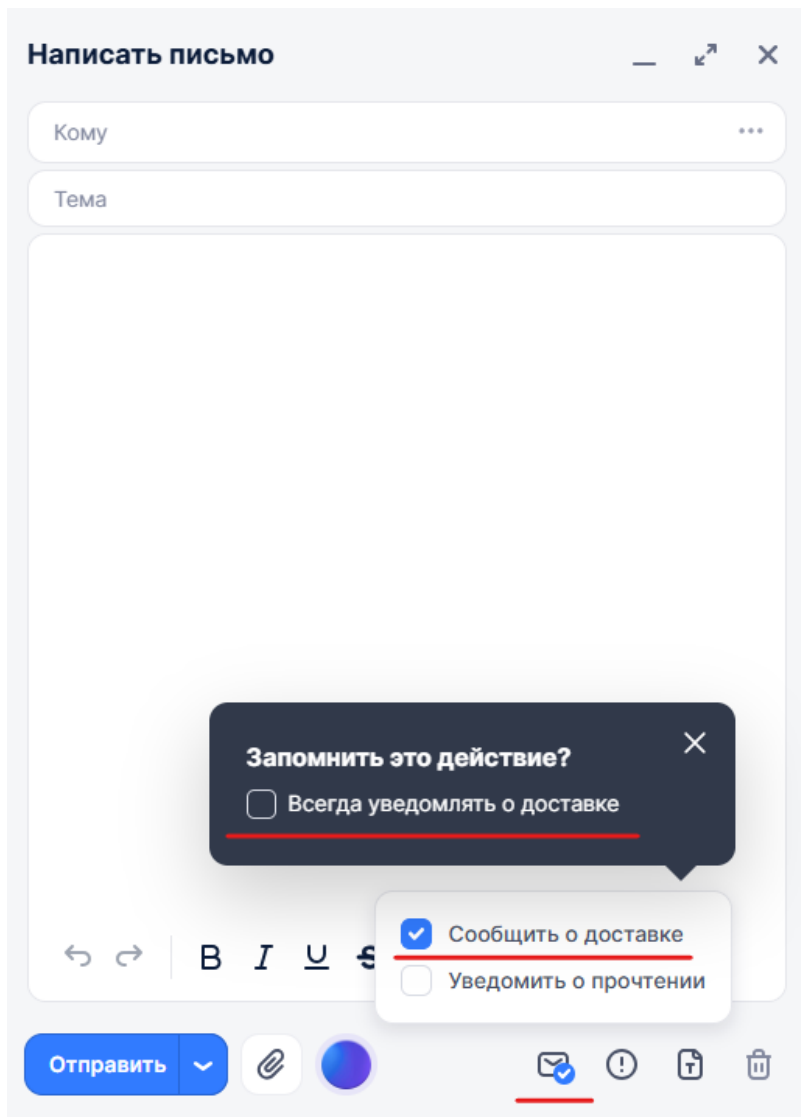 Написать письмо
Кому
Тема
Запомнить это действие?
Всегда уведомлять о доставке
Сообщить о доставке
Уведомить о прочтении
B I U S
Отправить